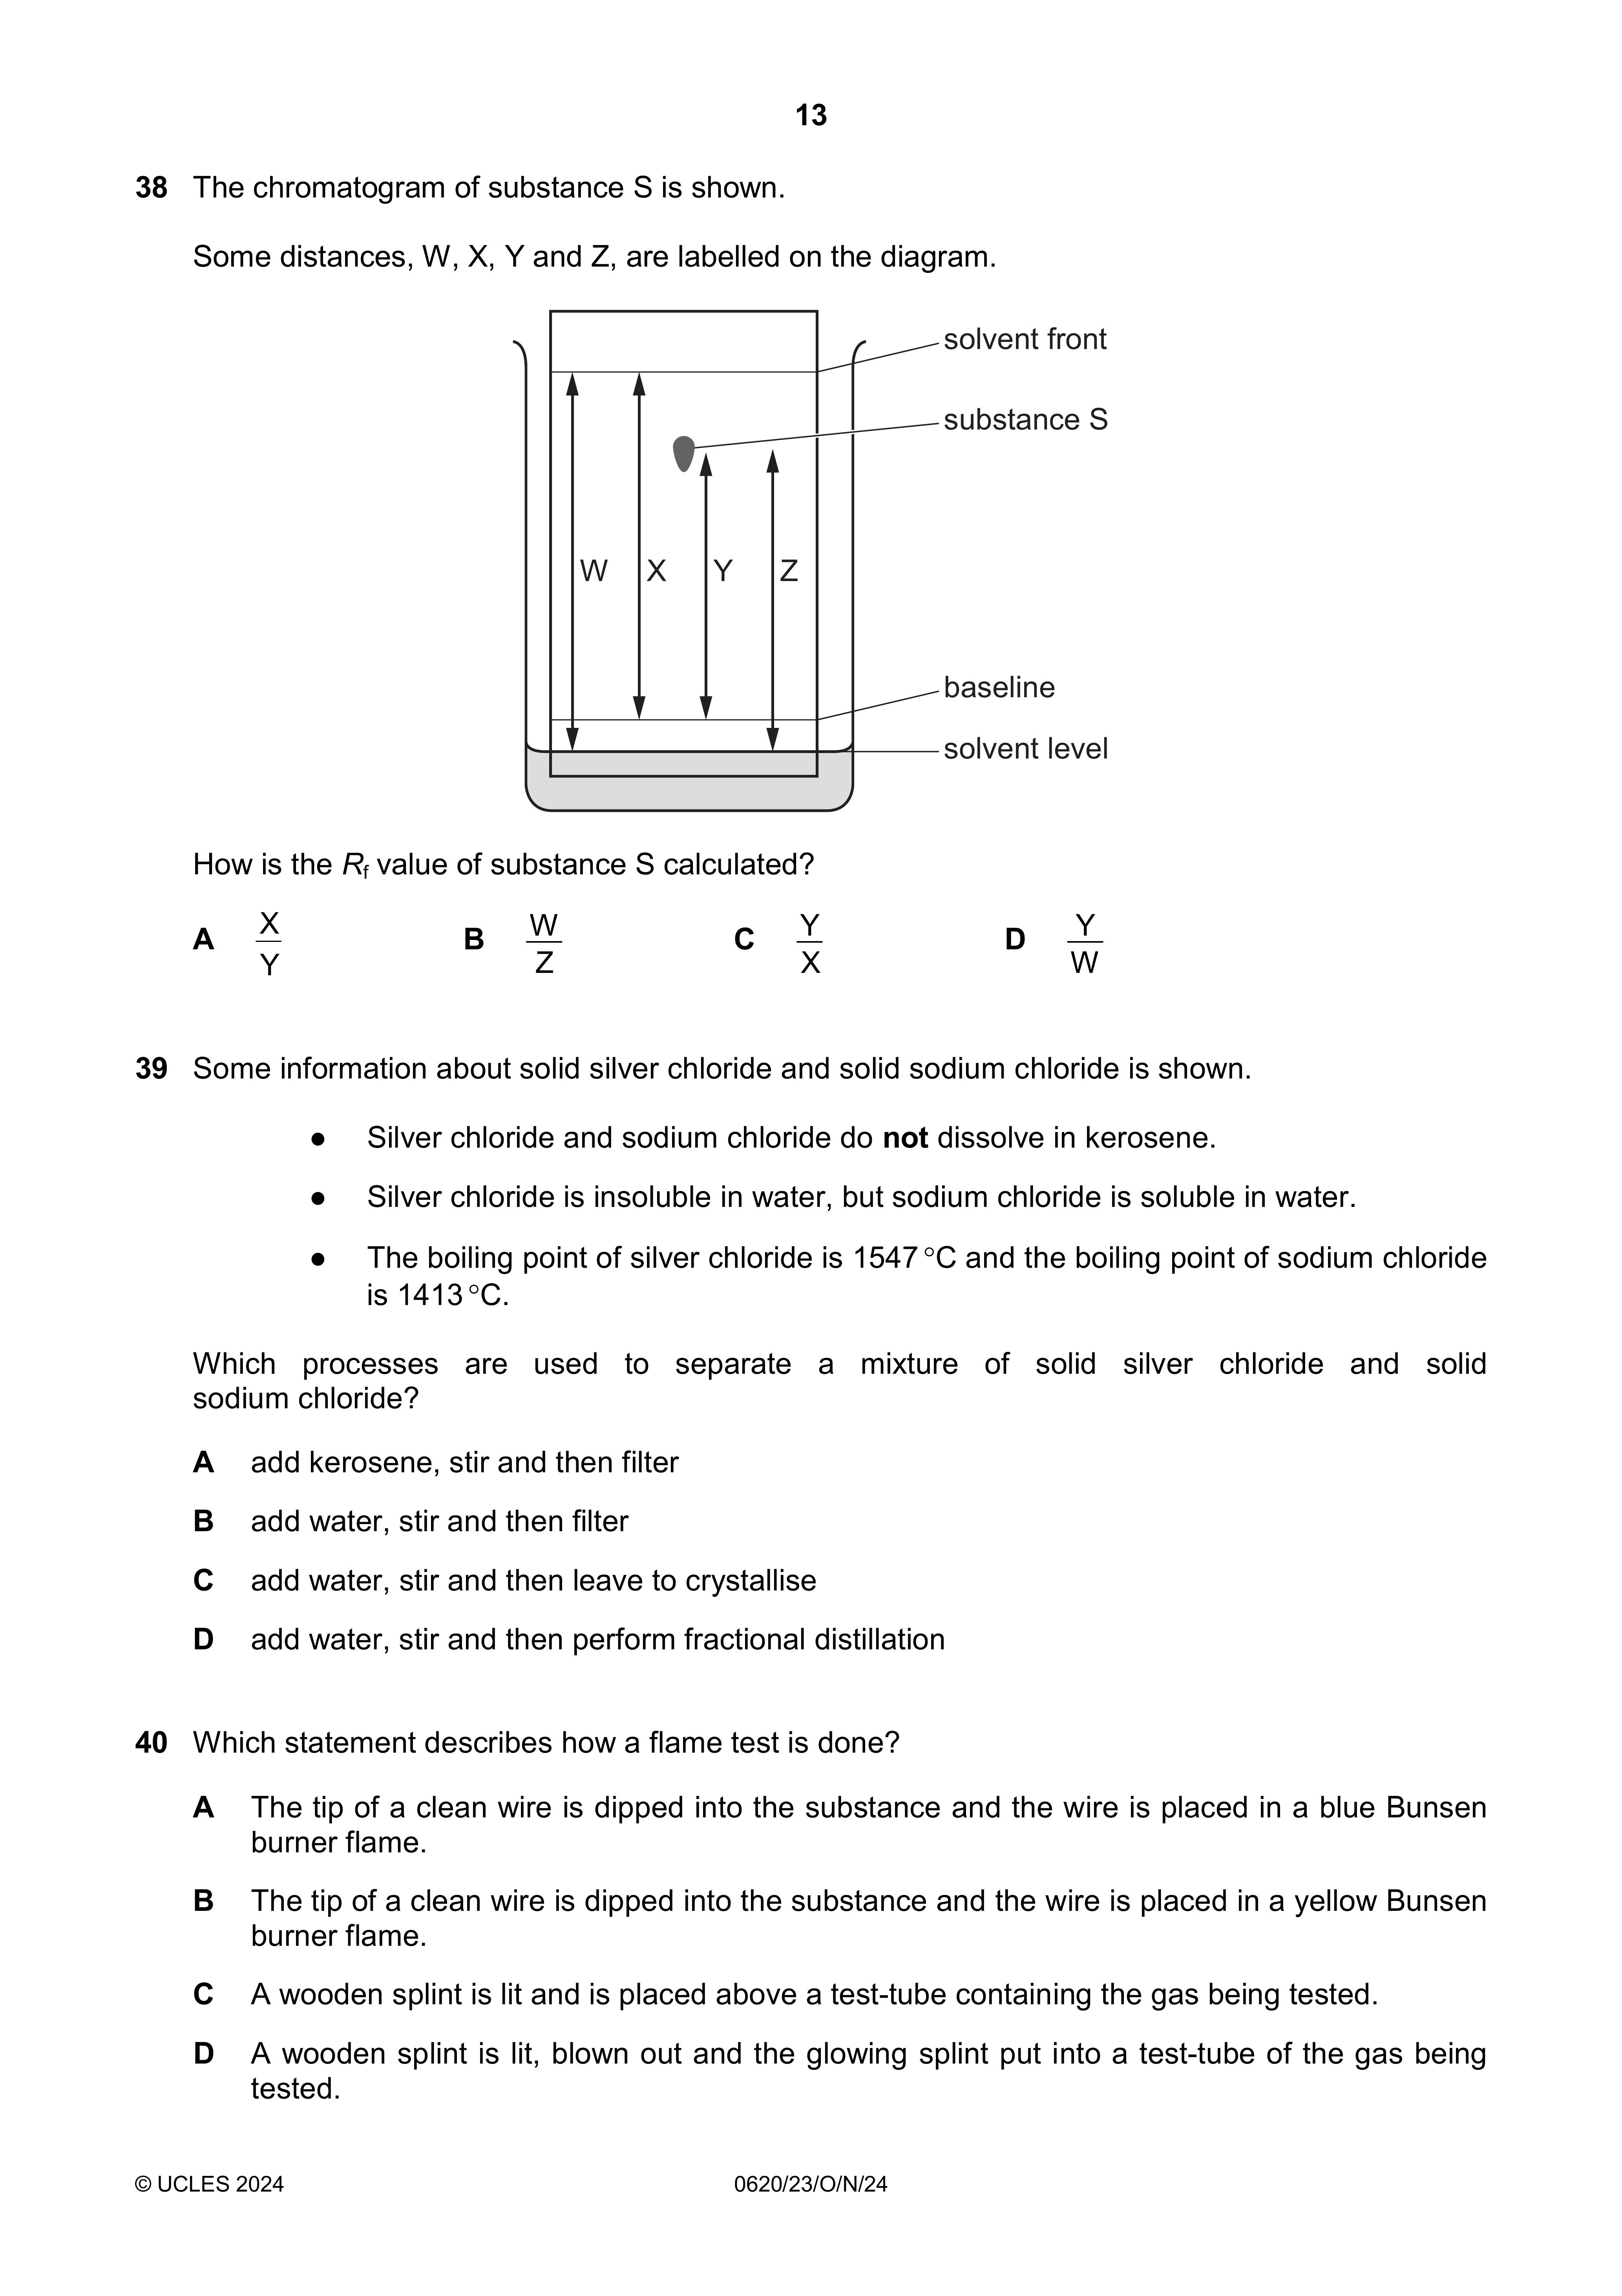 13
38 The chromatogram of substance S is shown.
Some distances, W, X, Y and Z, are labelled on the diagram.
solvent front
substance S
W X Y Z
baseline
solvent level
How is the Rf value of substance S calculated?
A X/Y B W/Z C Y/X D Y/W
39 Some information about solid silver chloride and solid sodium chloride is shown.
● Silver chloride and sodium chloride do not dissolve in kerosene.
● Silver chloride is insoluble in water, but sodium chloride is soluble in water.
● The boiling point of silver chloride is 1547 °C and the boiling point of sodium chloride
is 1413 °C.
Which processes are used to separate a mixture of solid silver chloride and solid
sodium chloride?
A add kerosene, stir and then filter
B add water, stir and then filter
C add water, stir and then leave to crystallise
D add water, stir and then perform fractional distillation
40 Which statement describes how a flame test is done?
A The tip of a clean wire is dipped into the substance and the wire is placed in a blue Bunsen
burner flame.
B The tip of a clean wire is dipped into the substance and the wire is placed in a yellow Bunsen
burner flame.
C A wooden splint is lit and is placed above a test-tube containing the gas being tested.
D A wooden splint is lit, blown out and the glowing splint put into a test-tube of the gas being
tested.
© UCLES 2024 0620/23/O/N/24